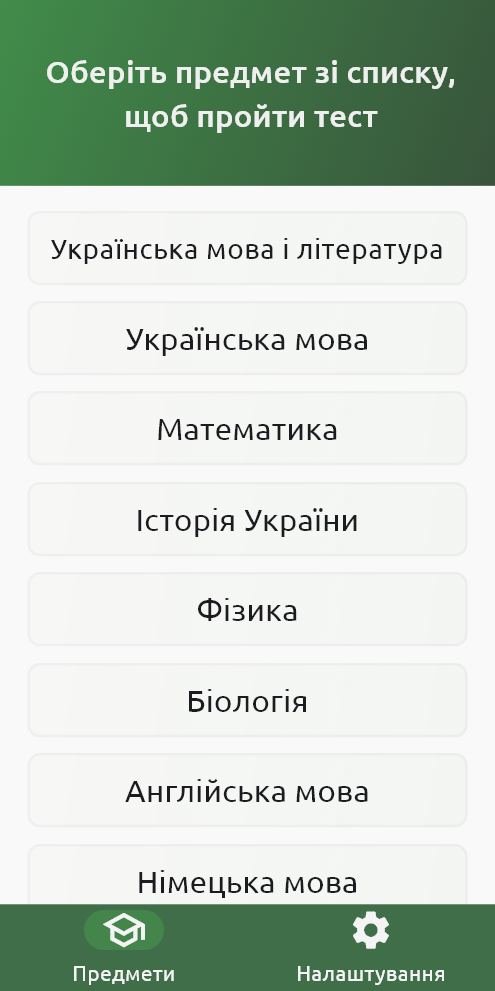 Оберіть предмет зі списку,
щоб пройти тест
Українська мова і література
Українська мова
Математика
Історія України
Фізика
Біологія
Англійська мова
Німецька мова
Предмети
Налаштування